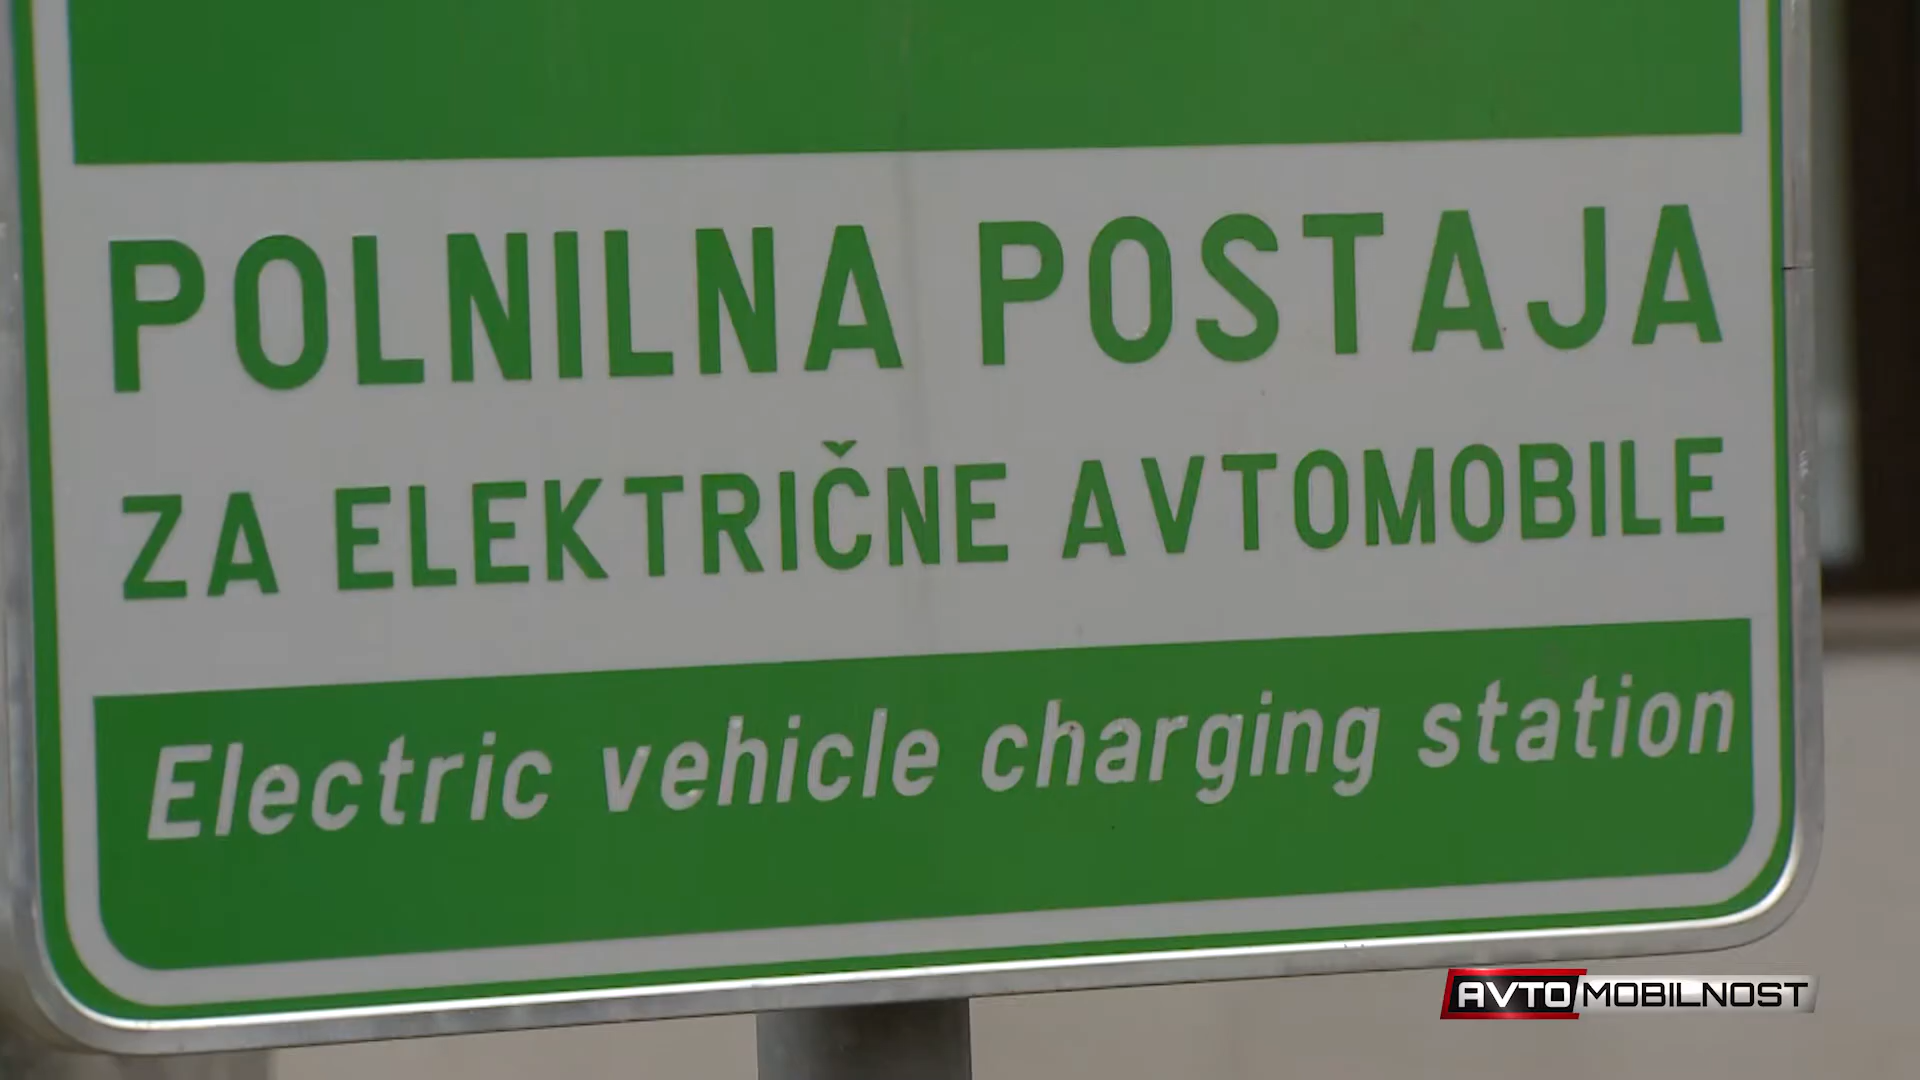 POLNILNA POSTAJA
ZA ELEKTRIČNE AVTOMOBILE
Electric vehicle charging station
AVTOMOBILNOST